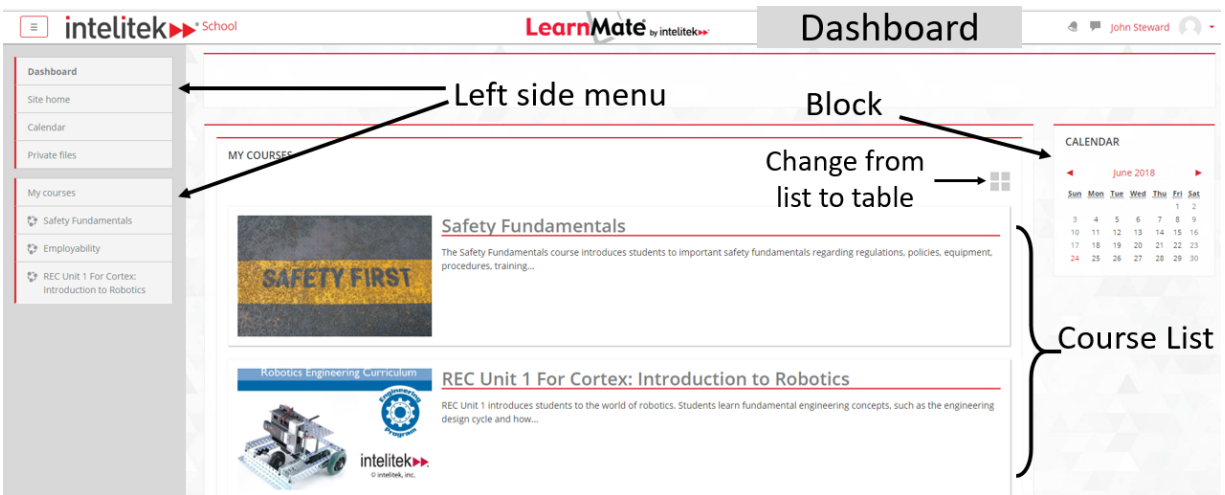 intelitek School
LearnMate by intelitek
Dashboard
John Steward
Dashboard
Site home
Calendar
Private files
My courses
Safety Fundamentals
Employability
REC Unit 1 For Cortex:
Introduction to Robotics
Left side menu
Block
MY COURSES
Change from
list to table
SAFETY FIRST
Safety Fundamentals
The Safety Fundamentals course introduces students to important safety fundamentals regarding regulations, policies, equipment,
procedures, training...
Robotics Engineering Curriculum
Engineering
Program
intelitek
© intelitek, inc.
REC Unit 1 For Cortex: Introduction to Robotics
REC Unit 1 introduces students to the world of robotics. Students learn fundamental engineering concepts, such as the engineering
design cycle and how...
Course List
CALENDAR
◄ June 2018 ►
Sun Mon Tue Wed Thu Fri Sat
1 2
3 4 5 6 7 8 9
10 11 12 13 14 15 16
17 18 19 20 21 22 23
24 25 26 27 28 29 30